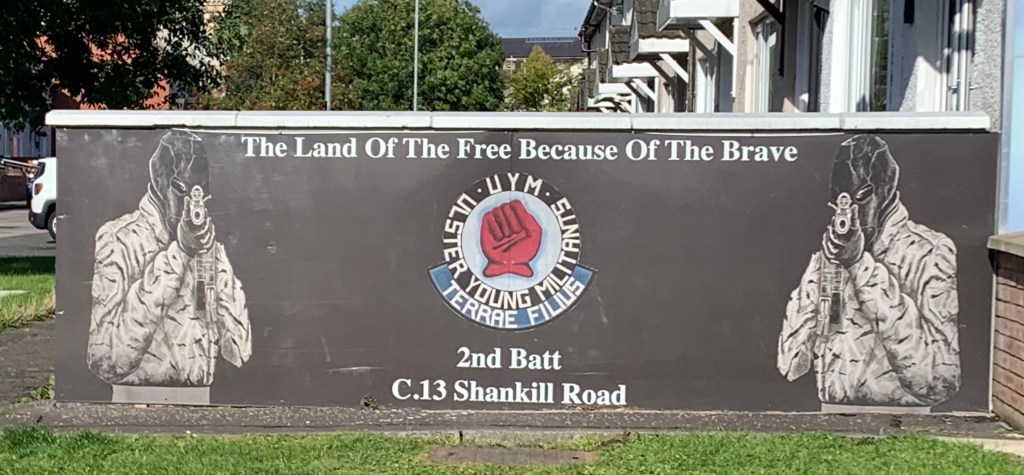 The Land Of The Free Because Of The Brave
· UYM ·
ULSTER YOUNG MILITANTS
TERRAE FILIUS
2nd Batt
C.13 Shankill Road